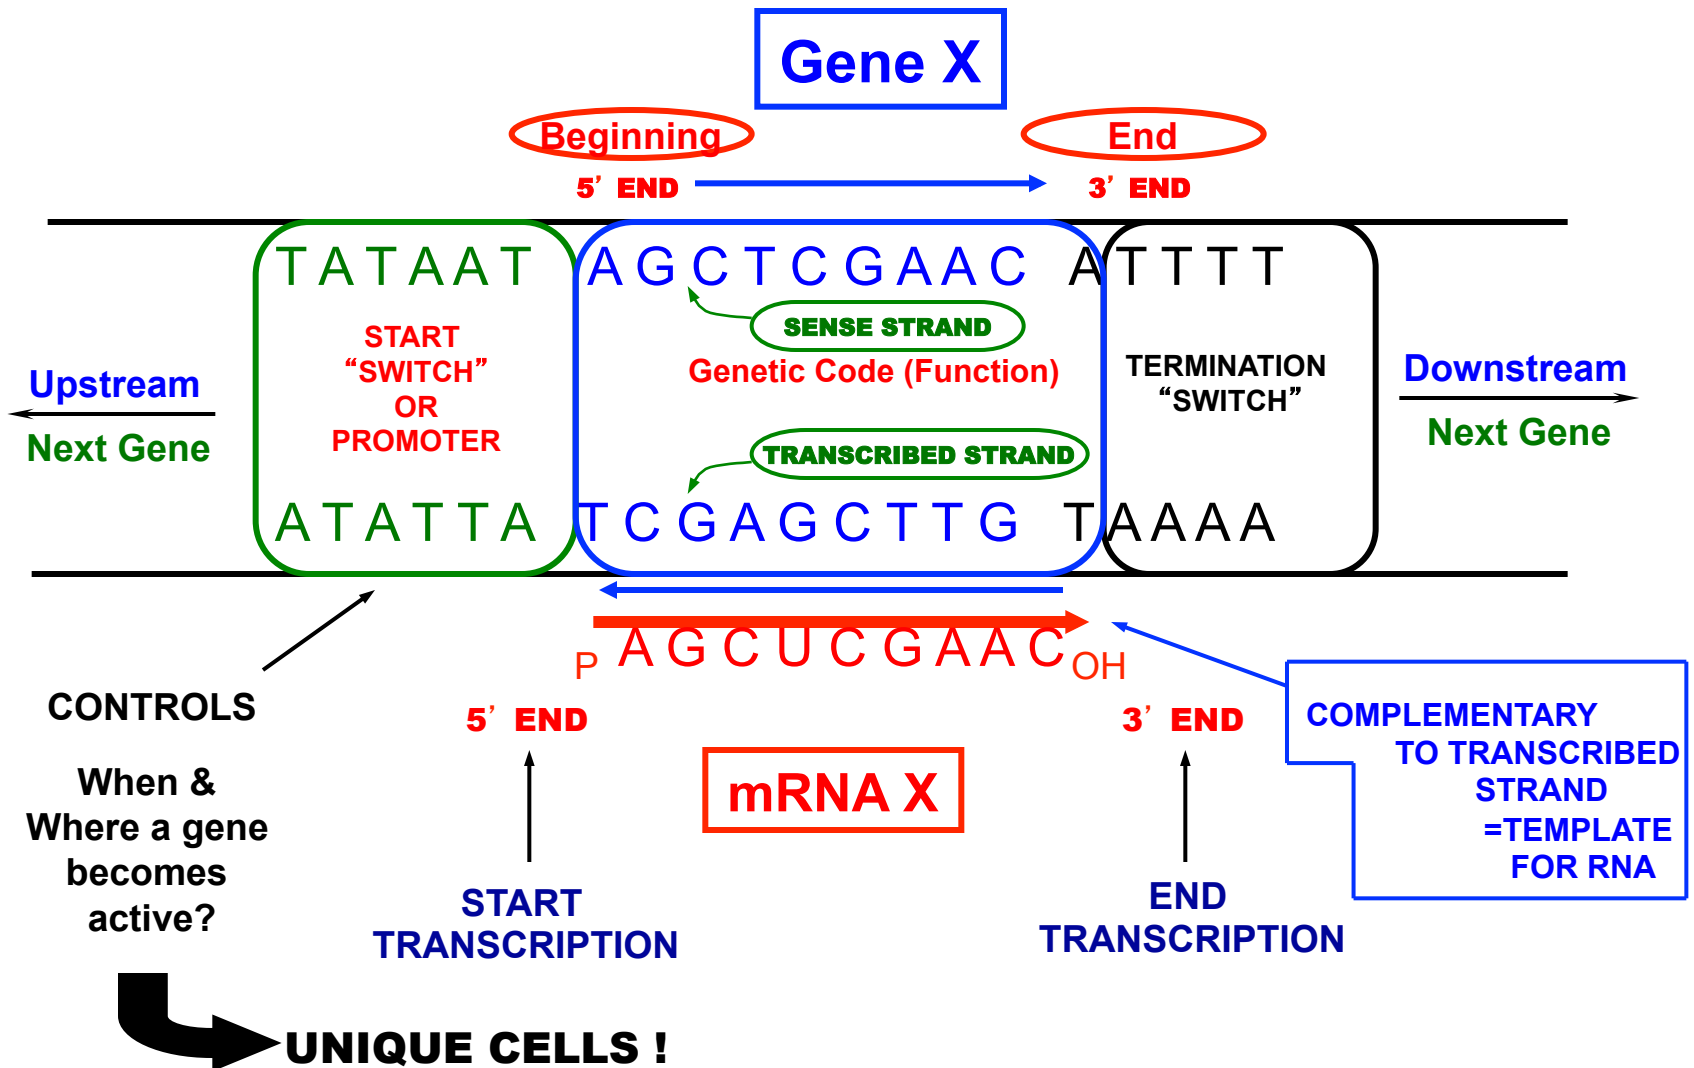 Gene X
Beginning
End
5’ END
3’ END
TATAAT AGCTCGAAC ATTTT
SENSE STRAND
START
“SWITCH”
OR
PROMOTER
Genetic Code (Function)
TERMINATION
“SWITCH”
Upstream
Next Gene
Downstream
Next Gene
TRANSCRIBED STRAND
ATATTA TCGAGCTTG TAAAA
P AGCUCGAAC OH
5’ END
3’ END
CONTROLS
When &
Where a gene
becomes
active?
mRNA X
COMPLEMENTARY
TO TRANSCRIBED
STRAND
=TEMPLATE
FOR RNA
START
TRANSCRIPTION
END
TRANSCRIPTION
UNIQUE CELLS !